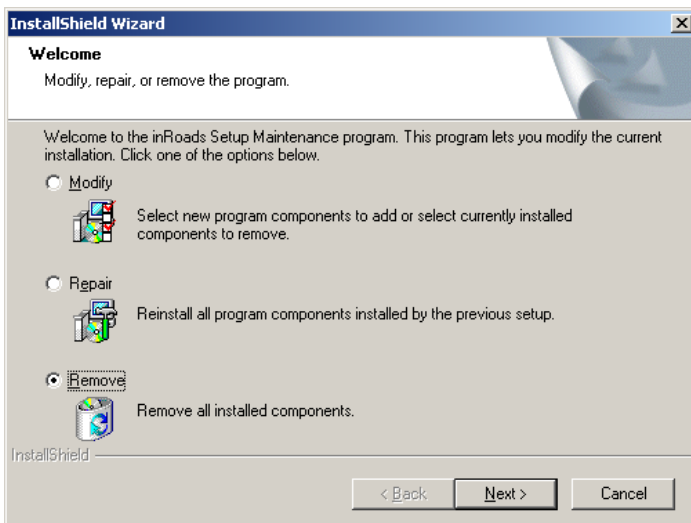 InstallShield Wizard
Welcome
Modify, repair, or remove the program.
Welcome to the inRoads Setup Maintenance program. This program lets you modify the current
installation. Click one of the options below.
Modify
Select new program components to add or select currently installed
components to remove.
Repair
Reinstall all program components installed by the previous setup.
Remove
Remove all installed components.
InstallShield
< Back
Next >
Cancel